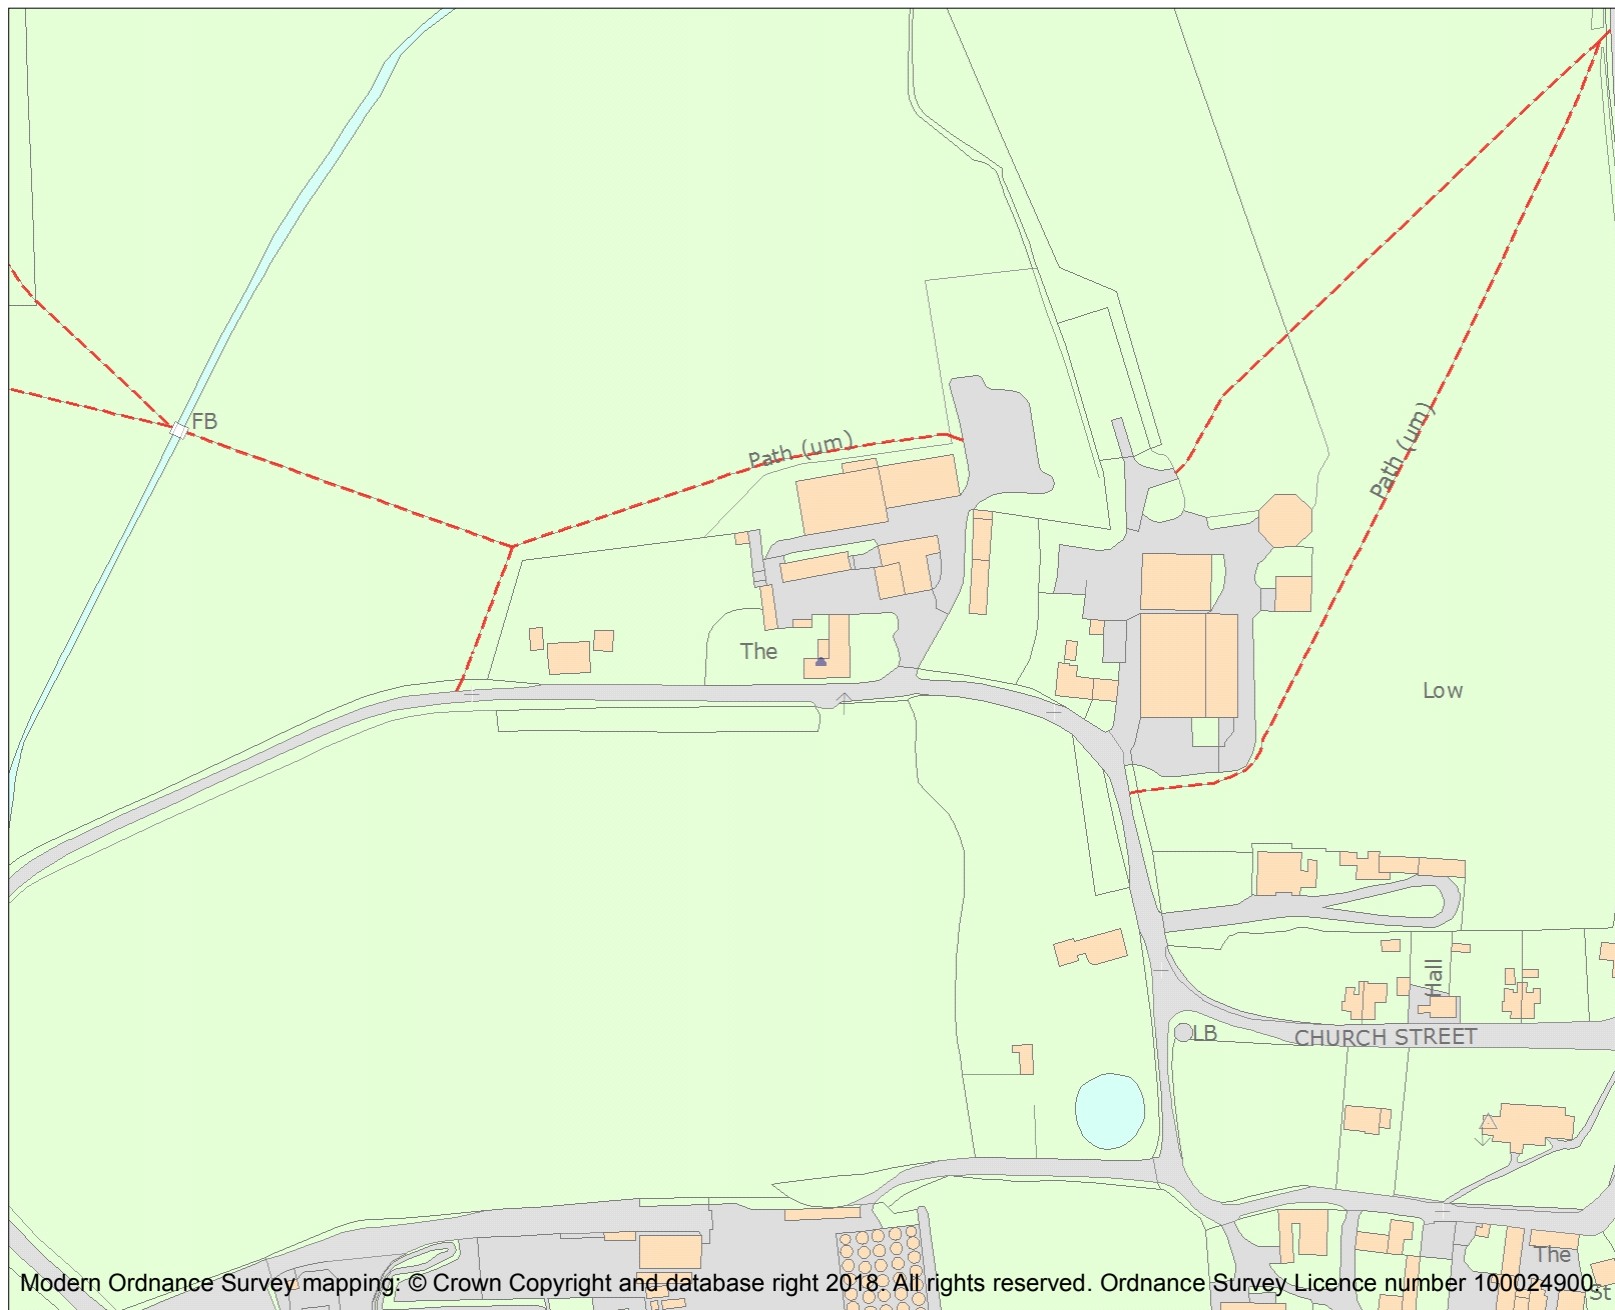 FB
Path (um)
Path (um)
The
Low
Hall
LB
CHURCH STREET
The
St
Modern Ordnance Survey mapping: © Crown Copyright and database right 2018. All rights reserved. Ordnance Survey Licence number 100024900.